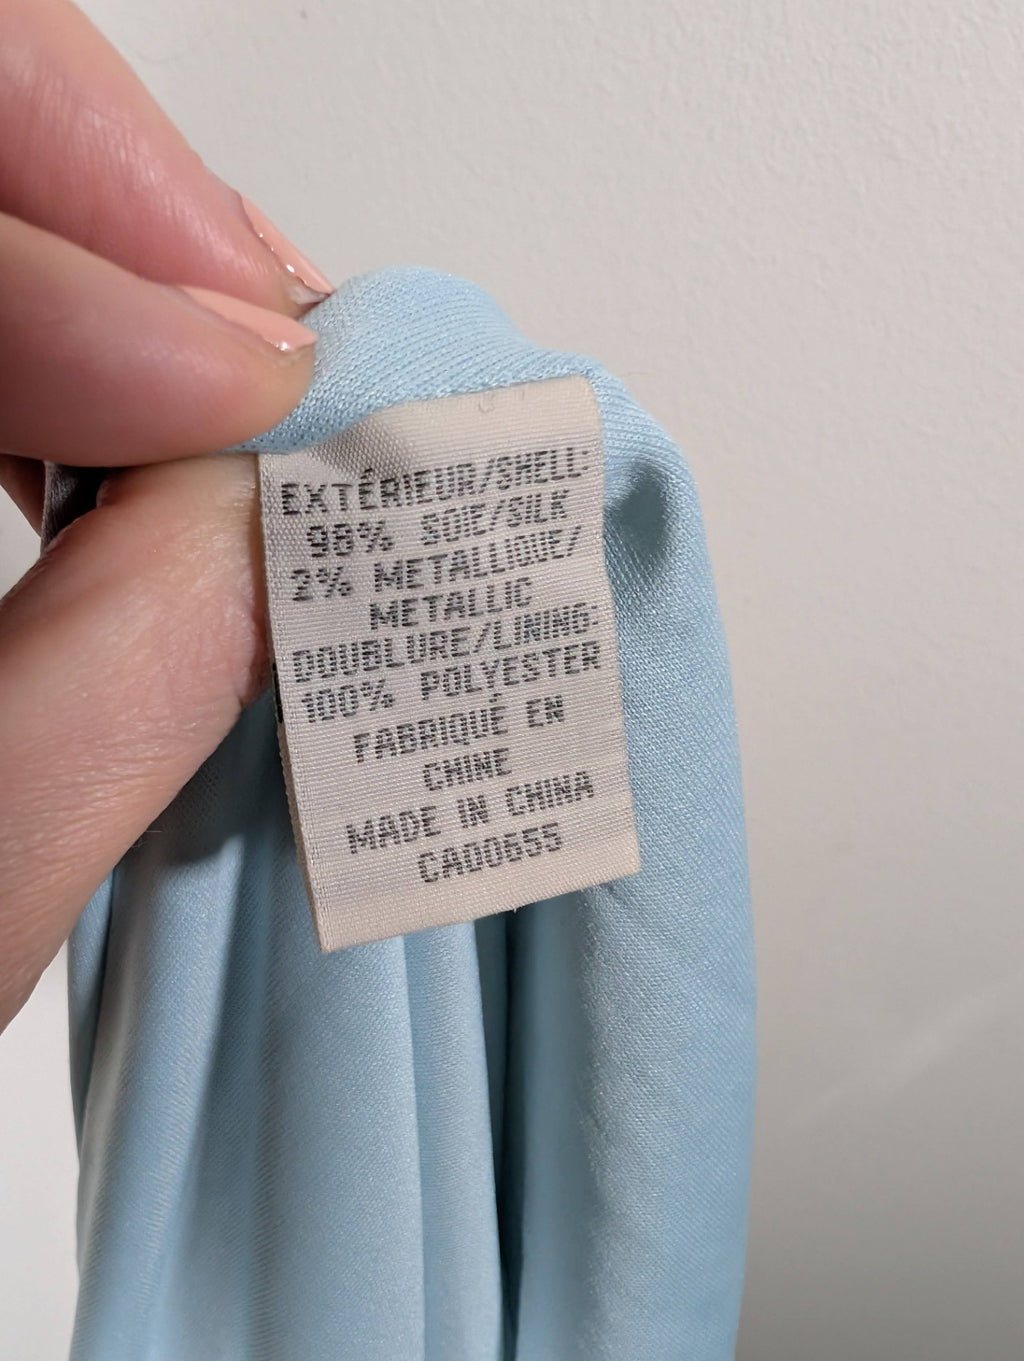 EXTÉRIEUR/SHELL:
98% SOIE/SILK
2% METALLIQUE/
METALLIC
DOUBLURE/LINING:
100% POLYESTER
FABRIQUÉ EN
CHINE
MADE IN CHINA
CA00655